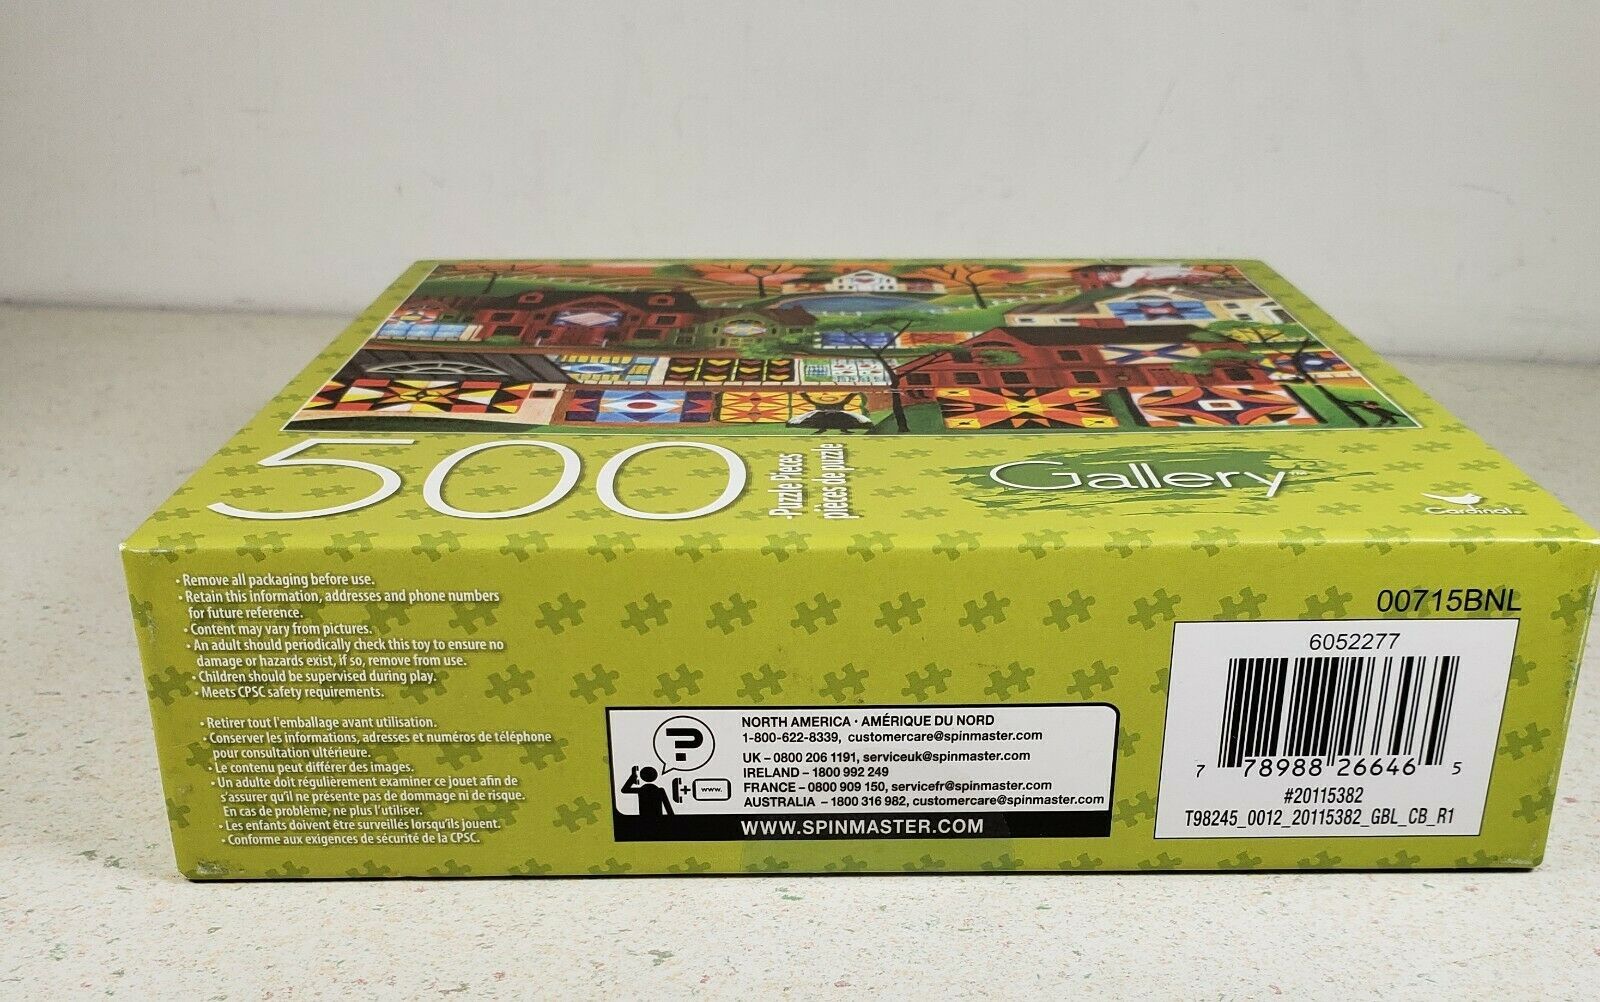 500
Puzzle Pieces
pièces de puzzle
Gallery™
Cardinal
• Remove all packaging before use.
• Retain this information, addresses and phone numbers
for future reference.
• Content may vary from pictures.
• An adult should periodically check this toy to ensure no
damage or hazards exist, if so, remove from use.
• Children should be supervised during play.
• Meets CPSC safety requirements.
• Retirer tout l'emballage avant utilisation.
• Conserver les informations, adresses et numéros de téléphone
pour consultation ultérieure.
• Le contenu peut différer des images.
• Un adulte doit régulièrement examiner ce jouet afin de
s'assurer qu'il ne présente pas de dommage ni de risque.
En cas de problème, ne plus l'utiliser.
• Les enfants doivent être surveillés lorsqu'ils jouent.
• Conforme aux exigences de sécurité de la CPSC.
?
www.
NORTH AMERICA · AMÉRIQUE DU NORD
1-800-622-8339, customercare@spinmaster.com
UK – 0800 206 1191, serviceuk@spinmaster.com
IRELAND – 1800 992 249
FRANCE – 0800 909 150, servicefr@spinmaster.com
AUSTRALIA – 1800 316 982, customercare@spinmaster.com
WWW.SPINMASTER.COM
00715BNL
6052277
7 78988 26646 5
#20115382
T98245_0012_20115382_GBL_CB_R1